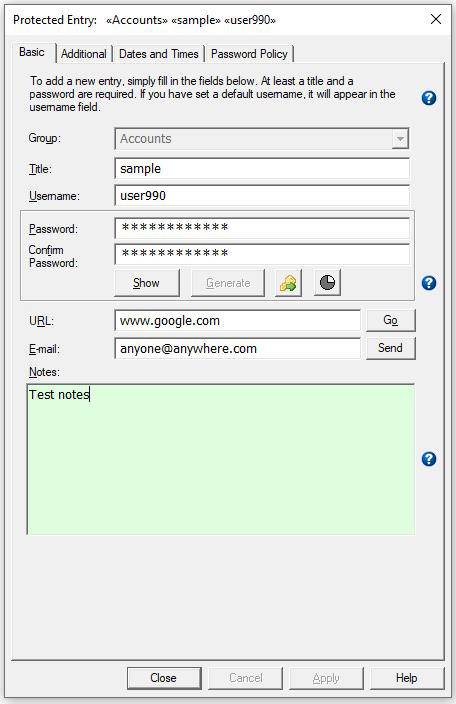 Protected Entry: «Accounts» «sample» «user990»
Basic Additional Dates and Times Password Policy
To add a new entry, simply fill in the fields below. At least a title and a
password are required. If you have set a default username, it will appear in the
username field.
Group: Accounts
Title: sample
Username: user990
Password: ************
Confirm
Password: ************
Show Generate
URL: www.google.com Go
E-mail: anyone@anywhere.com Send
Notes:
Test notes
Close Cancel Apply Help